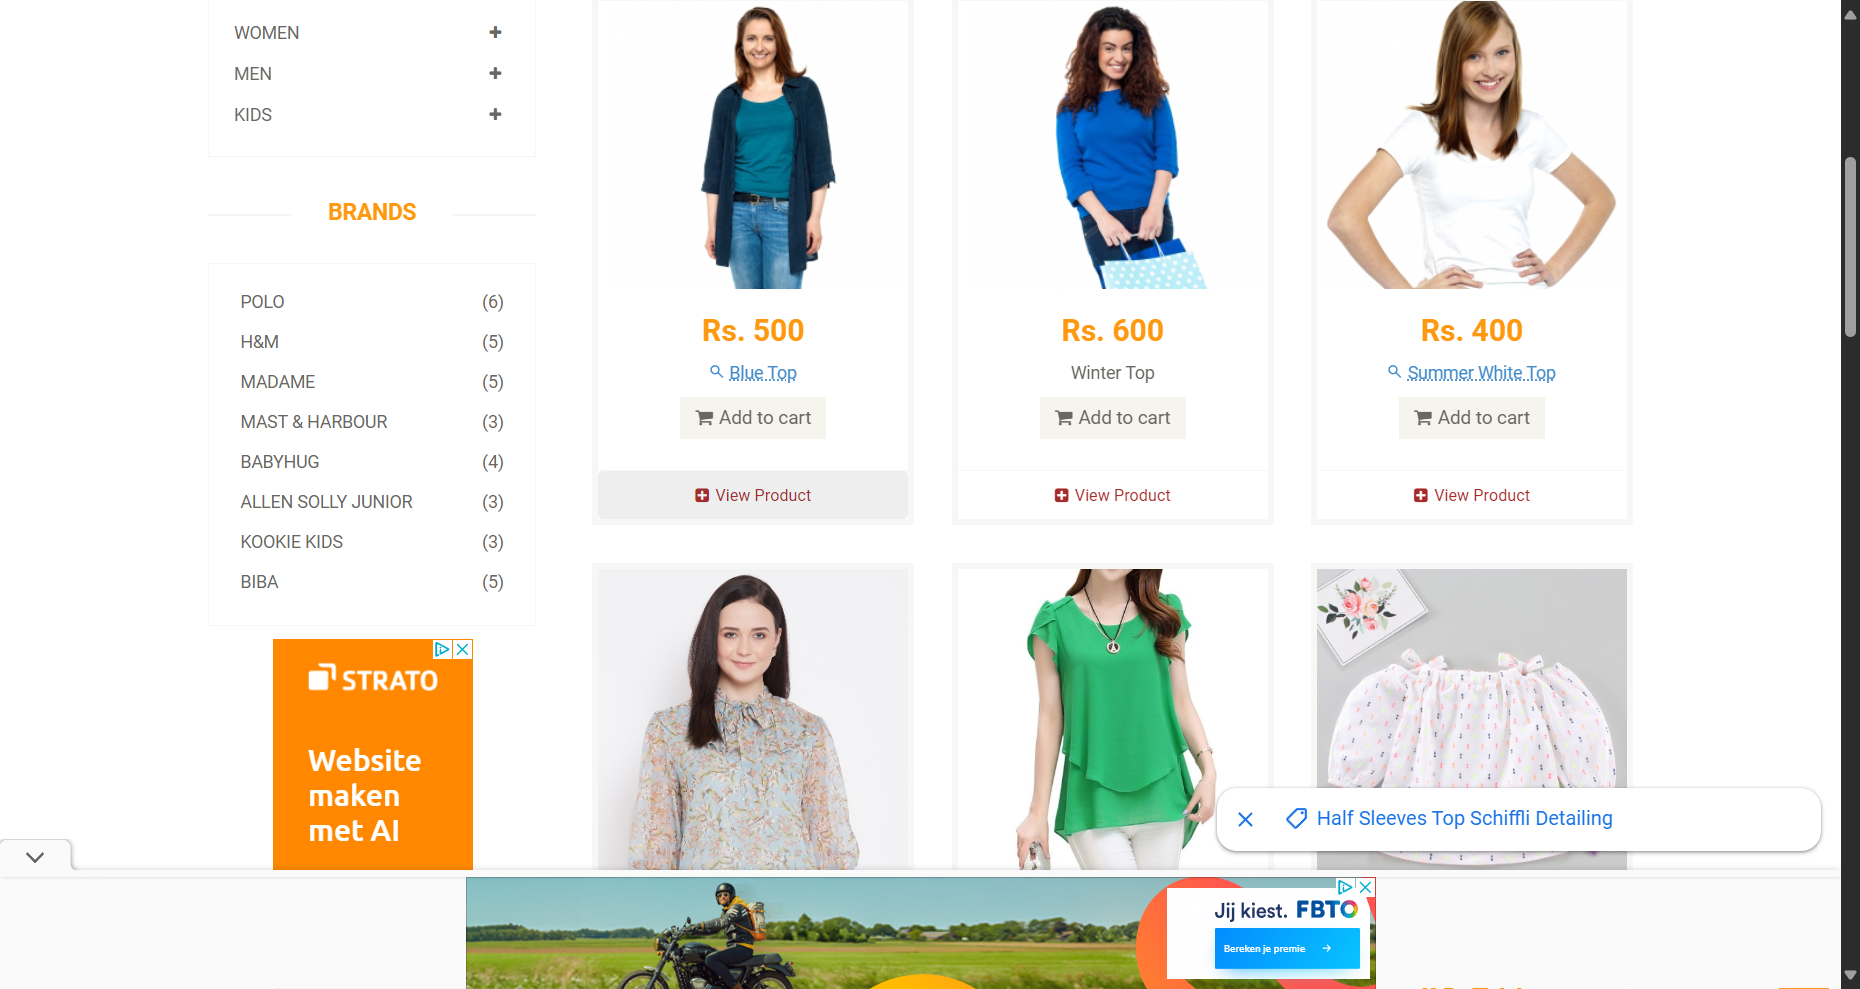 WOMEN
MEN
KIDS
BRANDS
POLO (6)
H&M (5)
MADAME (5)
MAST & HARBOUR (3)
BABYHUG (4)
ALLEN SOLLY JUNIOR (3)
KOOKIE KIDS (3)
BIBA (5)
STRATO
Website
maken
met AI
Rs. 500
Blue Top
Add to cart
View Product
Rs. 600
Winter Top
Add to cart
View Product
Rs. 400
Summer White Top
Add to cart
View Product
Half Sleeves Top Schiffli Detailing
Jij kiest. FBTO
Bereken je premie